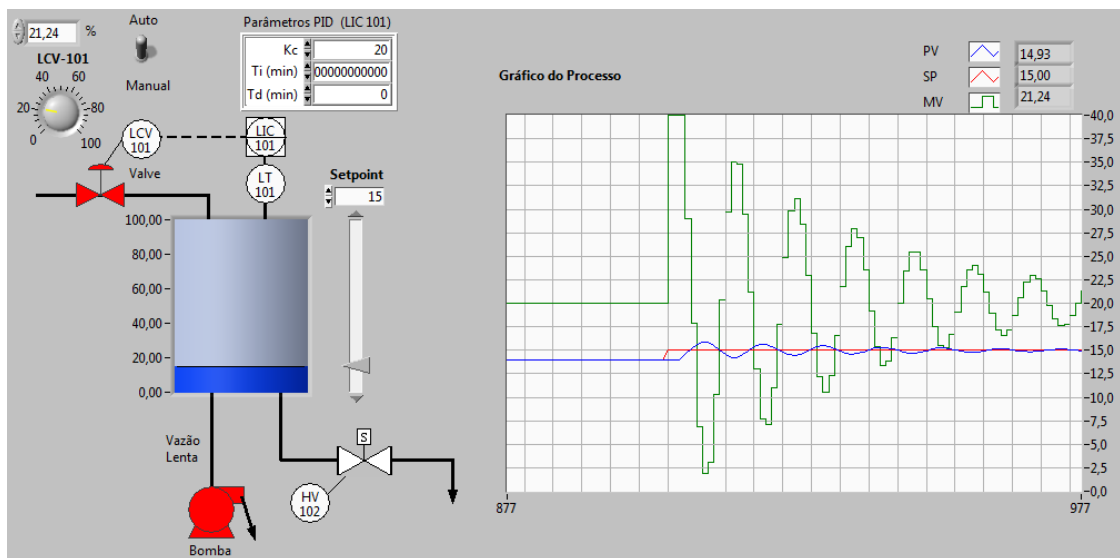 21,24 %
Auto
Manual
LCV-101
0
20
40
60
80
100
Parâmetros PID (LIC 101)
Kc 20
Ti (min) 00000000000
Td (min) 0
LCV
101
LIC
101
LT
101
Valve
Setpoint
15
100,00
80,00
60,00
40,00
20,00
0,00
Vazão
Lenta
S
HV
102
Bomba
Gráfico do Processo
PV 14,93
SP 15,00
MV 21,24
40,0
37,5
35,0
32,5
30,0
27,5
25,0
22,5
20,0
17,5
15,0
12,5
10,0
7,5
5,0
2,5
0,0
877
977